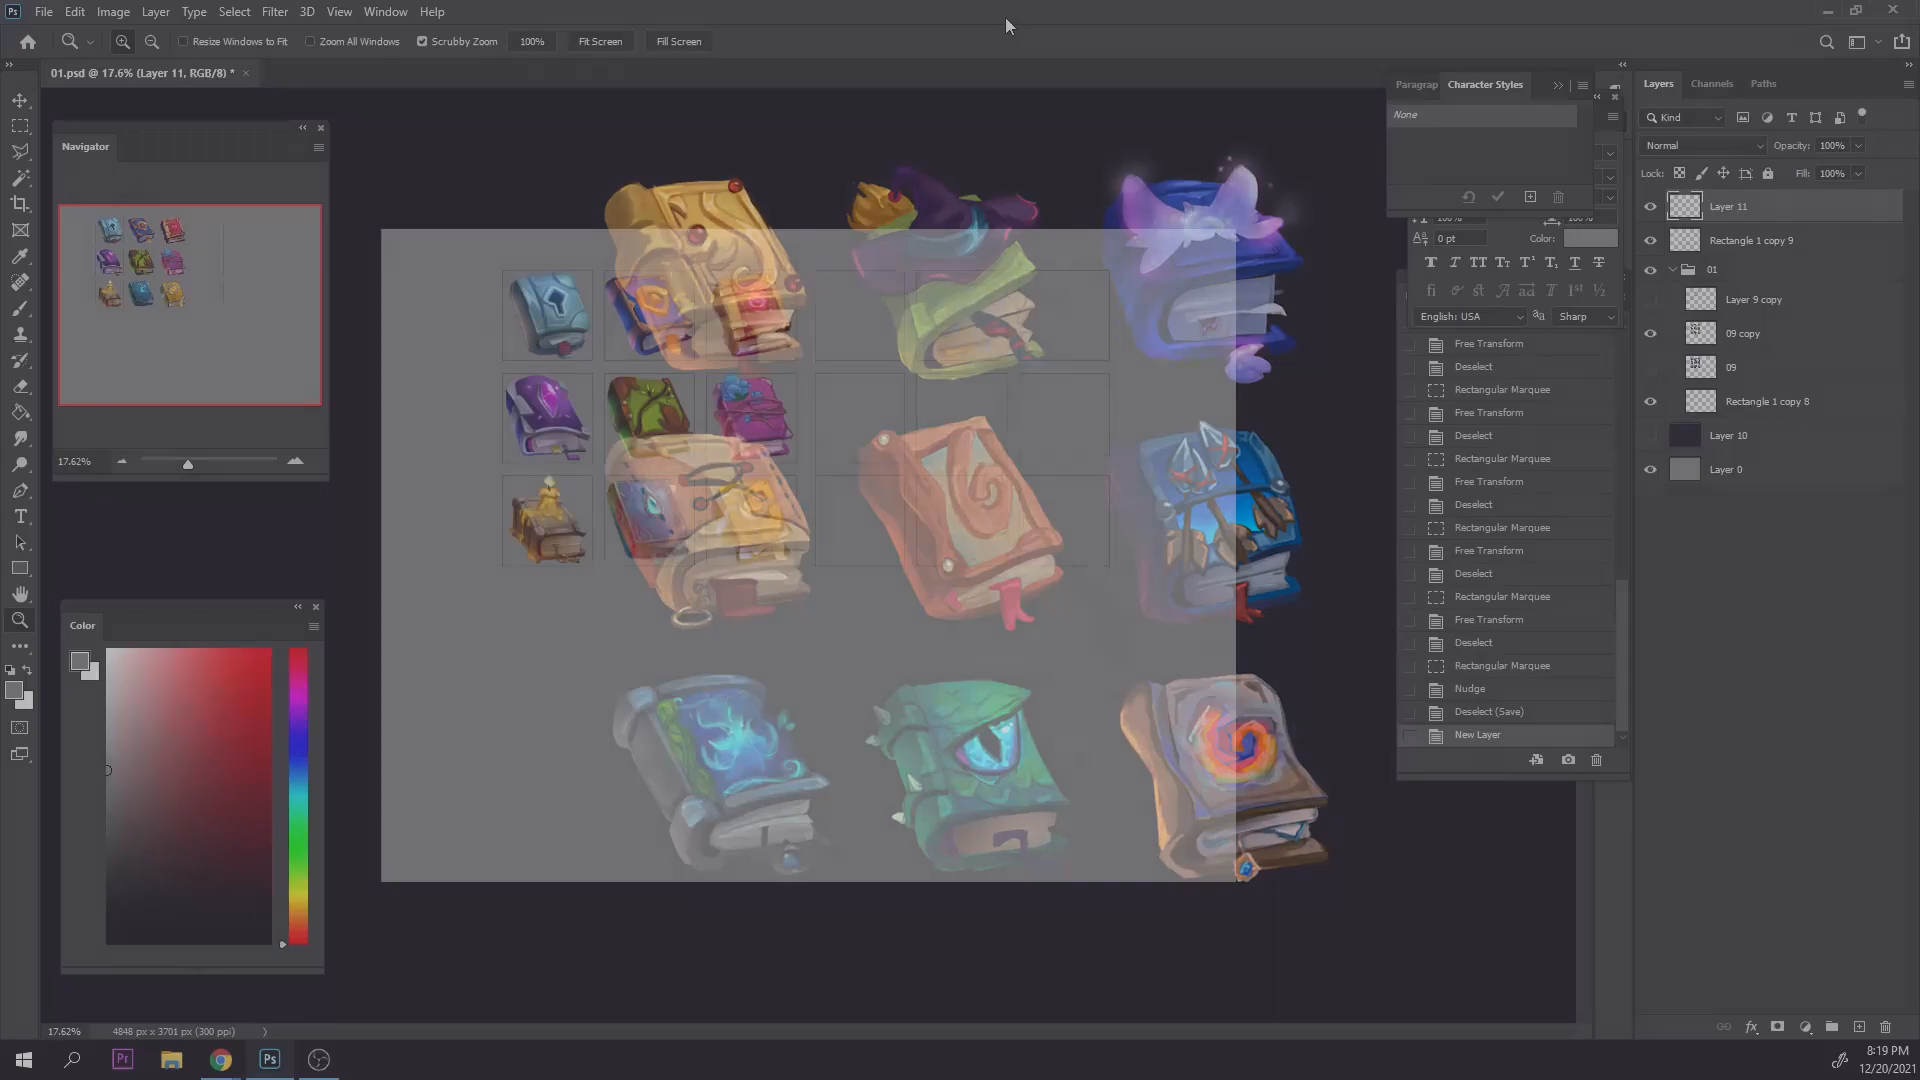 Ps File Edit Image Layer Type Select Filter 3D View Window Help
Resize Windows to Fit Zoom All Windows Scrubby Zoom 100% Fit Screen Fill Screen
01.psd @ 17.6% (Layer 11, RGB/8) *
Navigator
17.62%
Color
Paragrap Character Styles
None
0 pt Color:
English: USA Sharp
Free Transform
Deselect
Rectangular Marquee
Free Transform
Deselect
Rectangular Marquee
Free Transform
Deselect
Rectangular Marquee
Free Transform
Deselect
Rectangular Marquee
Free Transform
Deselect
Rectangular Marquee
Nudge
Deselect (Save)
New Layer
Layers Channels Paths
Kind
Normal Opacity: 100%
Lock: Fill: 100%
Layer 11
Rectangle 1 copy 9
01
Layer 9 copy
09 copy
09
Rectangle 1 copy 8
Layer 10
Layer 0
17.62% 4848 px x 3701 px (300 ppi)
Pr Ps
8:19 PM
12/20/2021